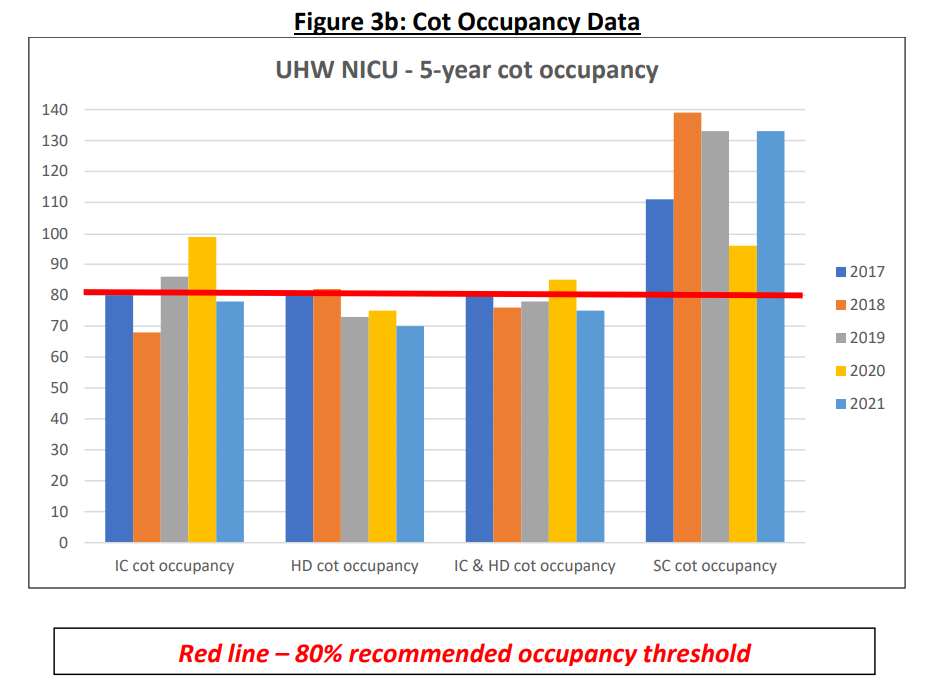 Figure 3b: Cot Occupancy Data
UHW NICU - 5-year cot occupancy
140
130
120
110
100
90
80
70
60
50
40
30
20
10
0
IC cot occupancy
HD cot occupancy
IC & HD cot occupancy
SC cot occupancy
2017
2018
2019
2020
2021
Red line – 80% recommended occupancy threshold